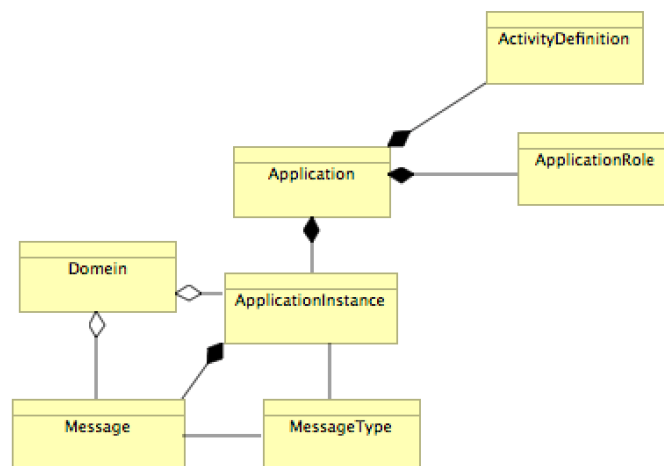 ActivityDefinition
ApplicationRole
Application
Domein
ApplicationInstance
Message
MessageType